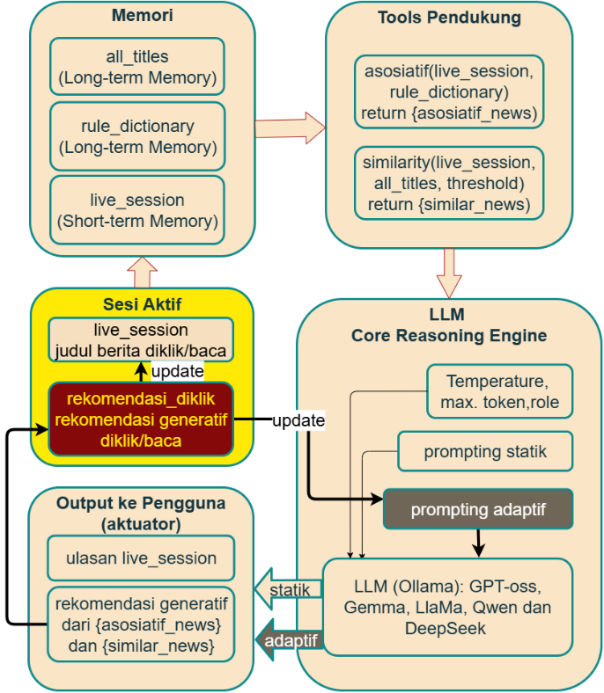 Memori
all_titles
(Long-term Memory)
rule_dictionary
(Long-term Memory)
live_session
(Short-term Memory)
Tools Pendukung
asosiatif(live_session,
rule_dictionary)
return {asosiatif_news}
similarity(live_session,
all_titles, threshold)
return {similar_news}
Sesi Aktif
live_session
judul berita diklik/baca
update
rekomendasi_diklik
rekomendasi generatif
diklik/baca
update
LLM
Core Reasoning Engine
Temperature,
max. token,role
prompting statik
prompting adaptif
LLM (Ollama): GPT-oss,
Gemma, LlaMa, Qwen dan
DeepSeek
statik
adaptif
Output ke Pengguna
(aktuator)
ulasan live_session
rekomendasi generatif
dari {asosiatif_news}
dan {similar_news}